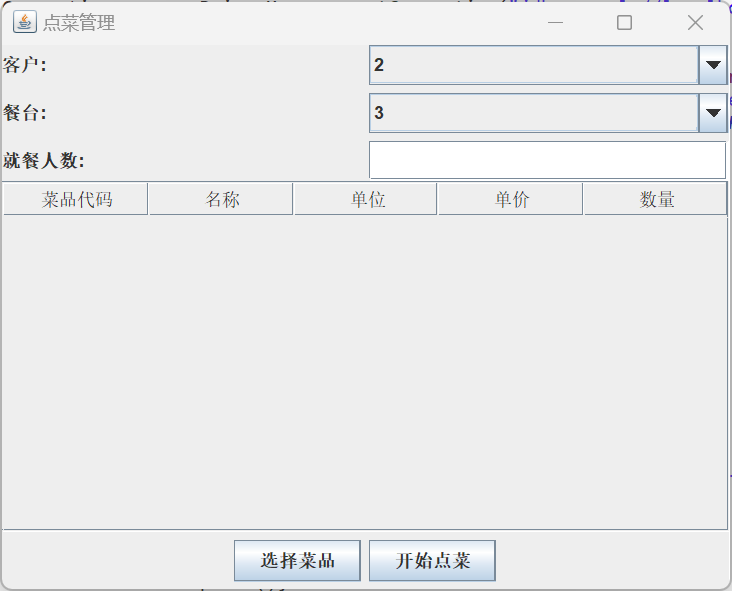 点菜管理
客户: 2
餐台: 3
就餐人数:
菜品代码 名称 单位 单价 数量
选择菜品 开始点菜